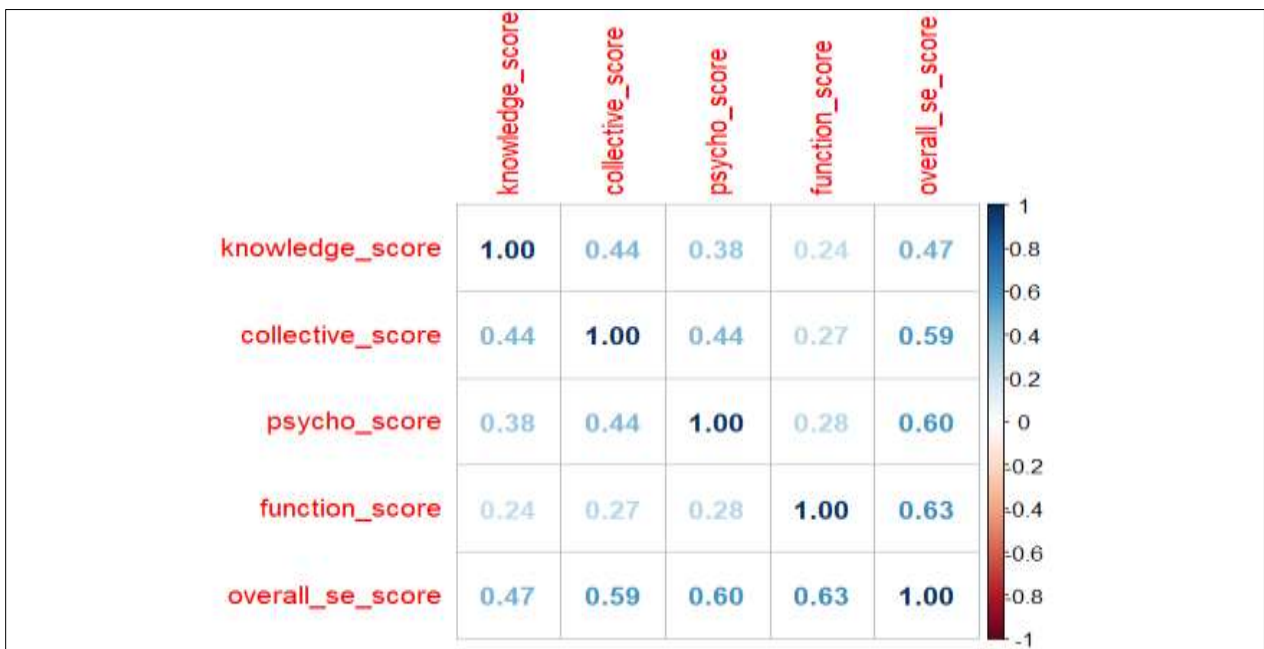 knowledge_score
collective_score
psycho_score
function_score
overall_se_score
knowledge_score 1.00 0.44 0.38 0.24 0.47
collective_score 0.44 1.00 0.44 0.27 0.59
psycho_score 0.38 0.44 1.00 0.28 0.60
function_score 0.24 0.27 0.28 1.00 0.63
overall_se_score 0.47 0.59 0.60 0.63 1.00
1
0.8
0.6
0.4
0.2
0
-0.2
-0.4
-0.6
-0.8
-1